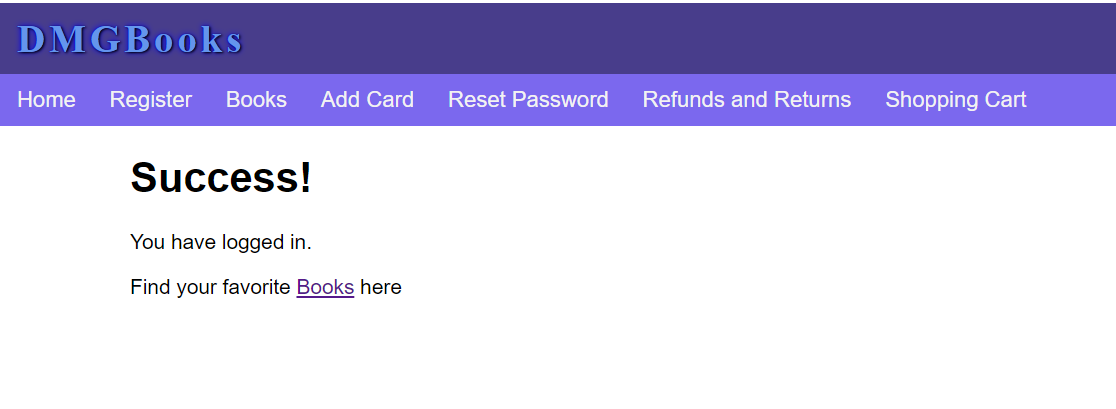 DMGBooks
Home Register Books Add Card Reset Password Refunds and Returns Shopping Cart
Success!
You have logged in.
Find your favorite Books here